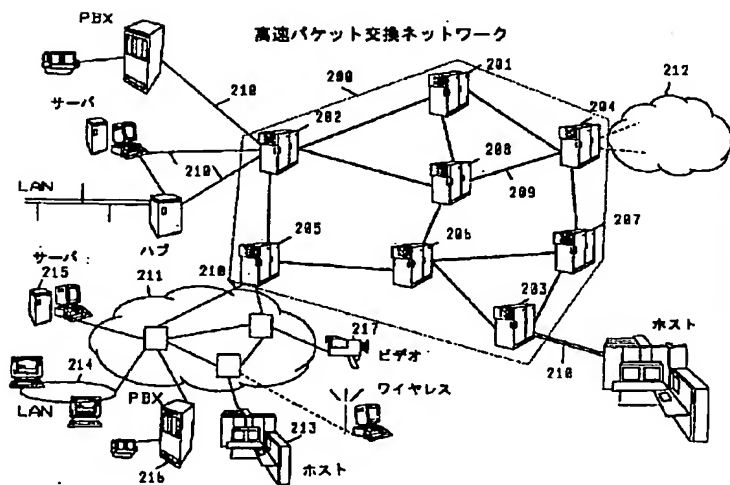 高速パケット交換ネットワーク
PBX
200
201
212
210
202
204
サーバ
208
210
209
LAN
ハブ
205
206
207
サーバ
215
211
210
203
217
ホスト
ビデオ
214
210
ワイヤレス
LAN
PBX
213
216
ホスト